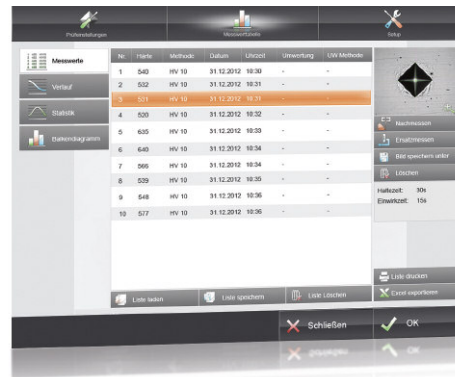 Prüfeinstellungen
Messwerttabelle
Setup
Messwerte
Verlauf
Statistik
Balkendiagramm
Nr. Härte Methode Datum Uhrzeit Umwertung UW Methode
1 540 HV 10 31.12.2012 10:30 - -
2 532 HV 10 31.12.2012 10:31 - -
3 531 HV 10 31.12.2012 10:31 - -
4 520 HV 10 31.12.2012 10:32 - -
5 635 HV 10 31.12.2012 10:33 - -
6 640 HV 10 31.12.2012 10:34 - -
7 566 HV 10 31.12.2012 10:34 - -
8 539 HV 10 31.12.2012 10:35 - -
9 548 HV 10 31.12.2012 10:36 - -
10 577 HV 10 31.12.2012 10:36 - -
Nachmessen
Ersatzmessen
Bild speichern unter
Löschen
Haltezeit: 30s
Einwirkzeit: 15s
Liste drucken
Excel exportieren
Liste laden
Liste speichern
Liste Löschen
Schließen
OK